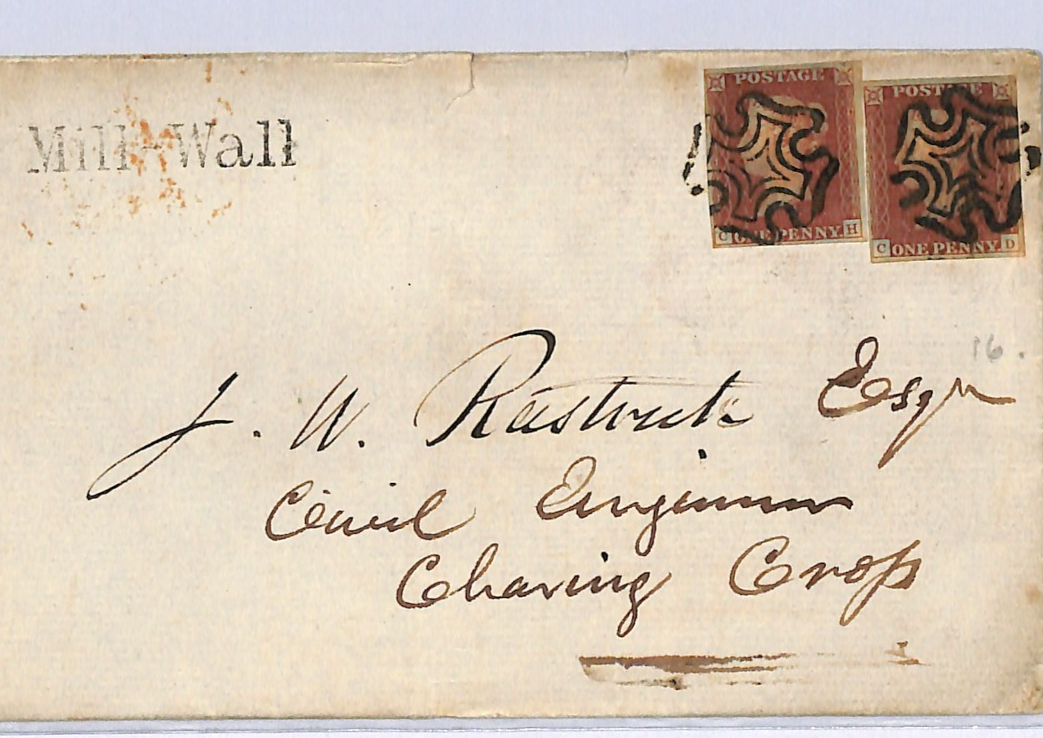 Mill-Wall
POSTAGE
C ONE PENNY. H
POSTAGE
C ONE PENNY. D
16.
J. W. Rastrick Esqr
Civil Engineer
Charing Cross